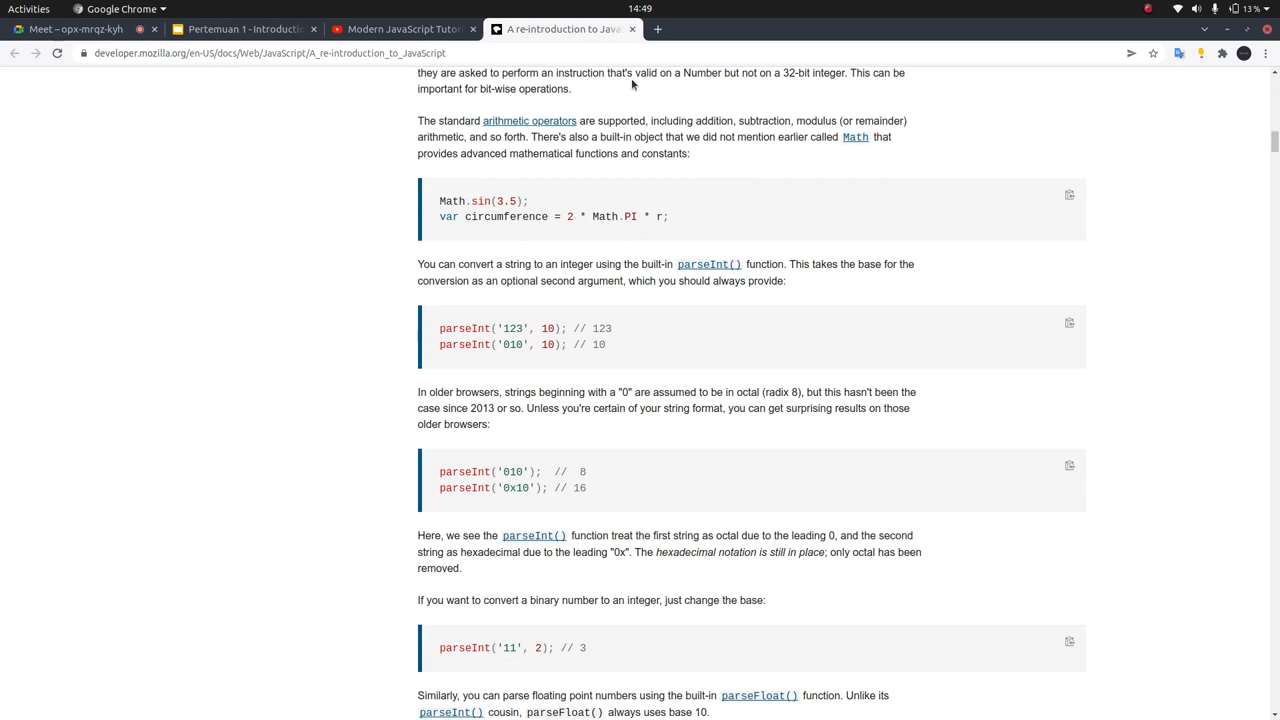 Activities
Google Chrome
14:49
13 %
Meet – opx-mrqz-kyh
Pertemuan 1 - Introductio
Modern JavaScript Tutor
A re-introduction to Java
developer.mozilla.org/en-US/docs/Web/JavaScript/A_re-introduction_to_JavaScript
they are asked to perform an instruction that's valid on a Number but not on a 32-bit integer. This can be
important for bit-wise operations.
The standard arithmetic operators are supported, including addition, subtraction, modulus (or remainder)
arithmetic, and so forth. There's also a built-in object that we did not mention earlier called Math that
provides advanced mathematical functions and constants:
Math.sin(3.5);
var circumference = 2 * Math.PI * r;
You can convert a string to an integer using the built-in parseInt() function. This takes the base for the
conversion as an optional second argument, which you should always provide:
parseInt('123', 10); // 123
parseInt('010', 10); // 10
In older browsers, strings beginning with a "0" are assumed to be in octal (radix 8), but this hasn't been the
case since 2013 or so. Unless you're certain of your string format, you can get surprising results on those
older browsers:
parseInt('010');  //  8
parseInt('0x10'); // 16
Here, we see the parseInt() function treat the first string as octal due to the leading 0, and the second
string as hexadecimal due to the leading "0x". The hexadecimal notation is still in place; only octal has been
removed.
If you want to convert a binary number to an integer, just change the base:
parseInt('11', 2); // 3
Similarly, you can parse floating point numbers using the built-in parseFloat() function. Unlike its
parseInt() cousin, parseFloat() always uses base 10.